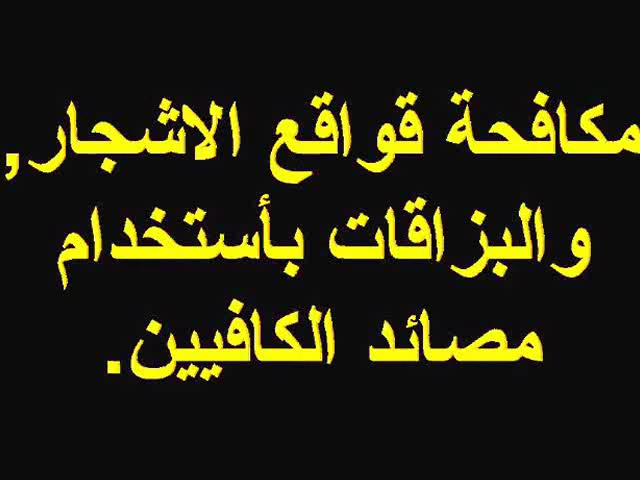 مكافحة قواقع الاشجار,
والبزاقات بأستخدام
مصائد الكافيين.